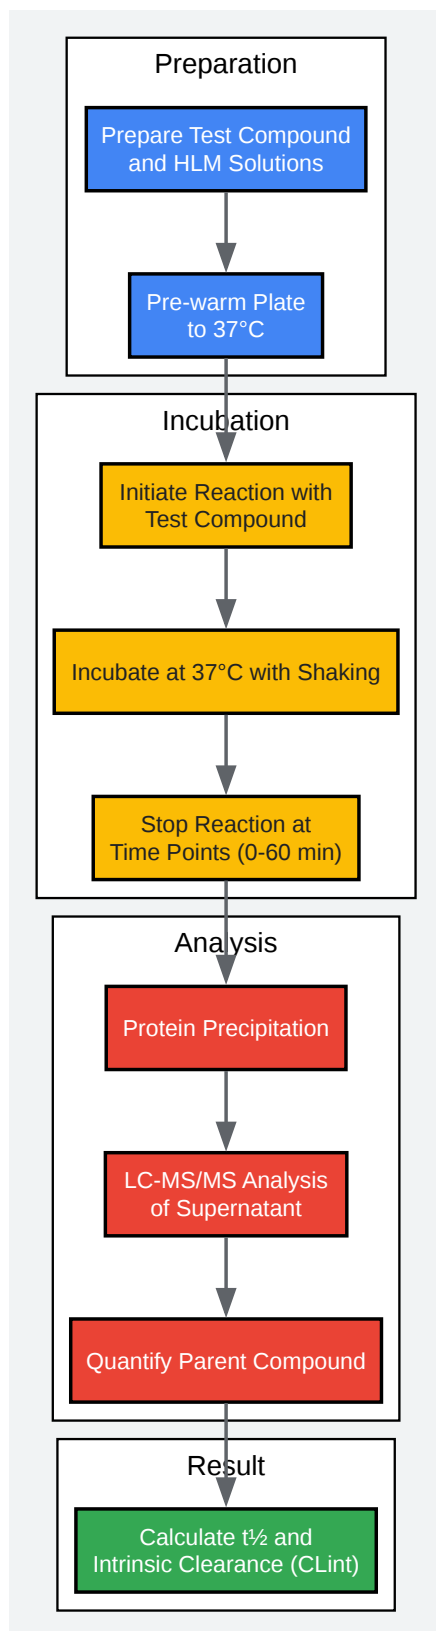 Preparation
Prepare Test Compound
and HLM Solutions
Pre-warm Plate
to 37°C
Incubation
Initiate Reaction with
Test Compound
Incubate at 37°C with Shaking
Stop Reaction at
Time Points (0-60 min)
Analysis
Protein Precipitation
LC-MS/MS Analysis
of Supernatant
Quantify Parent Compound
Result
Calculate t½ and
Intrinsic Clearance (CLint)